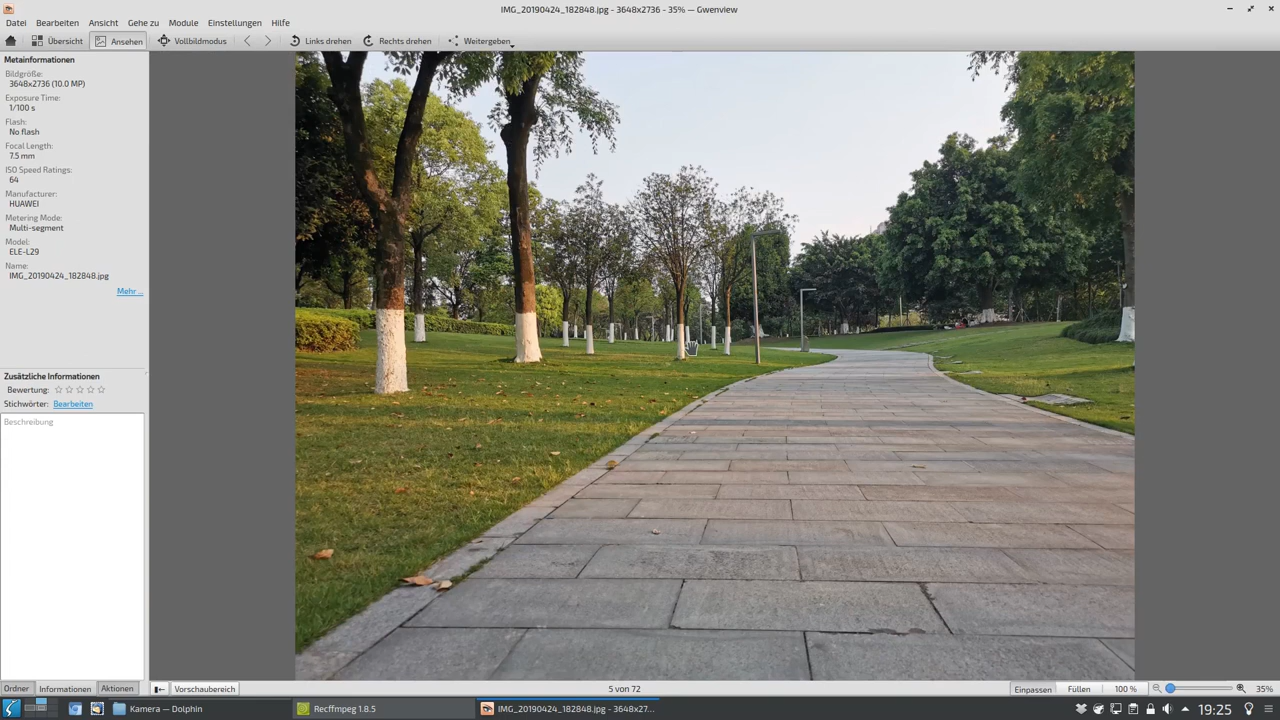 IMG_20190424_182848.jpg - 3648x2736 - 35% — Gwenview
Datei Bearbeiten Ansicht Gehe zu Module Einstellungen Hilfe
Übersicht Ansehen Vollbildmodus Links drehen Rechts drehen Weitergeben
Metainformationen
Bildgröße:
3648x2736 (10.0 MP)
Exposure Time:
1/100 s
Flash:
No flash
Focal Length:
7.5 mm
ISO Speed Ratings:
64
Manufacturer:
HUAWEI
Metering Mode:
Multi-segment
Model:
ELE-L29
Name:
IMG_20190424_182848.jpg
Mehr ...
Zusätzliche Informationen
Bewertung:
Stichwörter: Bearbeiten
Beschreibung
Ordner Informationen Aktionen Vorschaubereich 5 von 72 Einpassen Füllen 100 % 35%
Kamera — Dolphin Recffmpeg 1.8.5 IMG_20190424_182848.jpg - 3648x27... 19:25